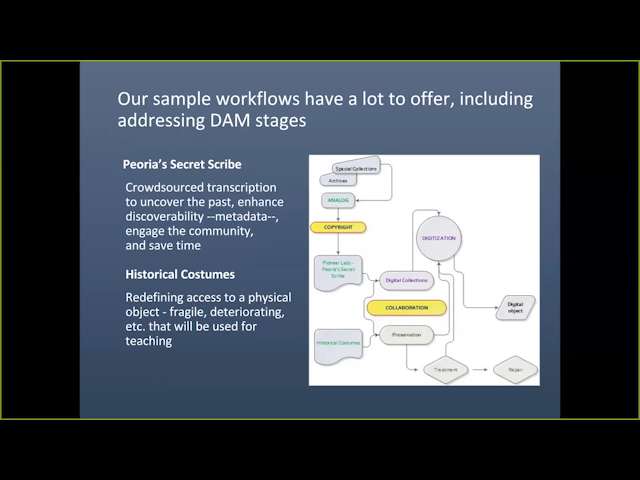 Our sample workflows have a lot to offer, including
addressing DAM stages
Peoria's Secret Scribe
Crowdsourced transcription
to uncover the past, enhance
discoverability --metadata--,
engage the community,
and save time
Historical Costumes
Redefining access to a physical
object - fragile, deteriorating,
etc. that will be used for
teaching
Special Collections
Archives
ANALOG
COPYRIGHT
Pioneer Lady -
Peoria's Secret
Scribe
Digital Collections
DIGITIZATION
COLLABORATION
Digital
object
Historical Costumes
Preservation
Treatment
Repair